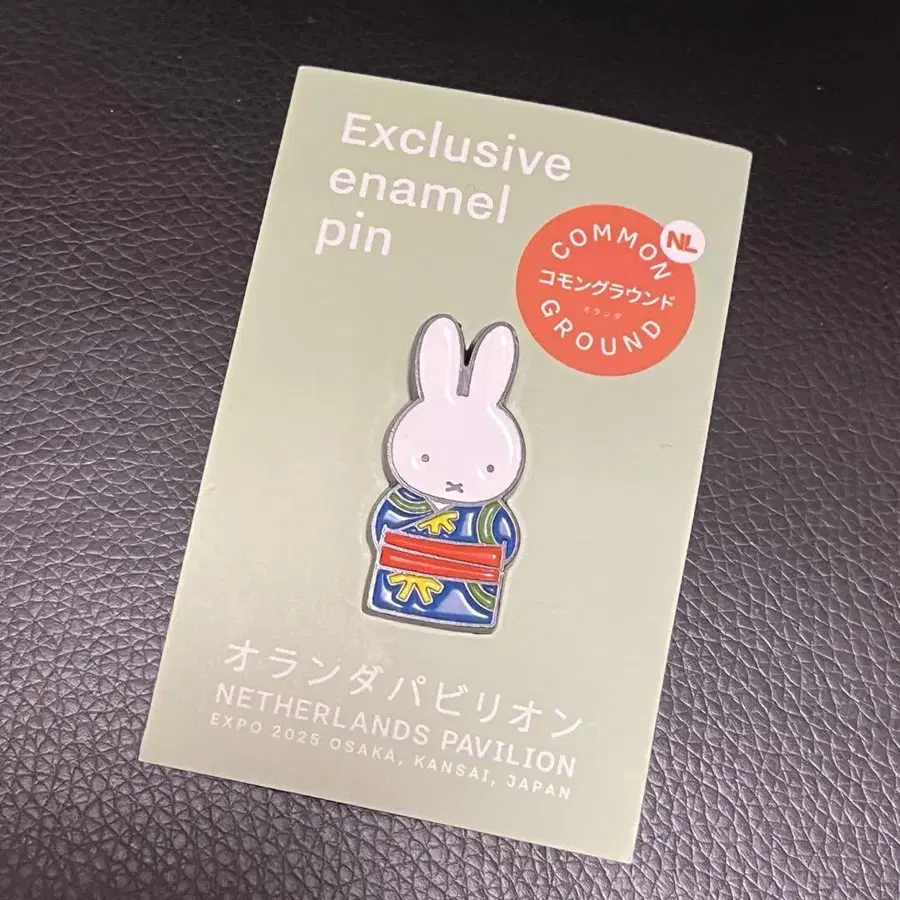 Exclusive
enamel
pin
NL
COMMON
コモングラウンド
オランダ
GROUND
オランダパビリオン
NETHERLANDS PAVILION
EXPO 2025 OSAKA, KANSAI, JAPAN